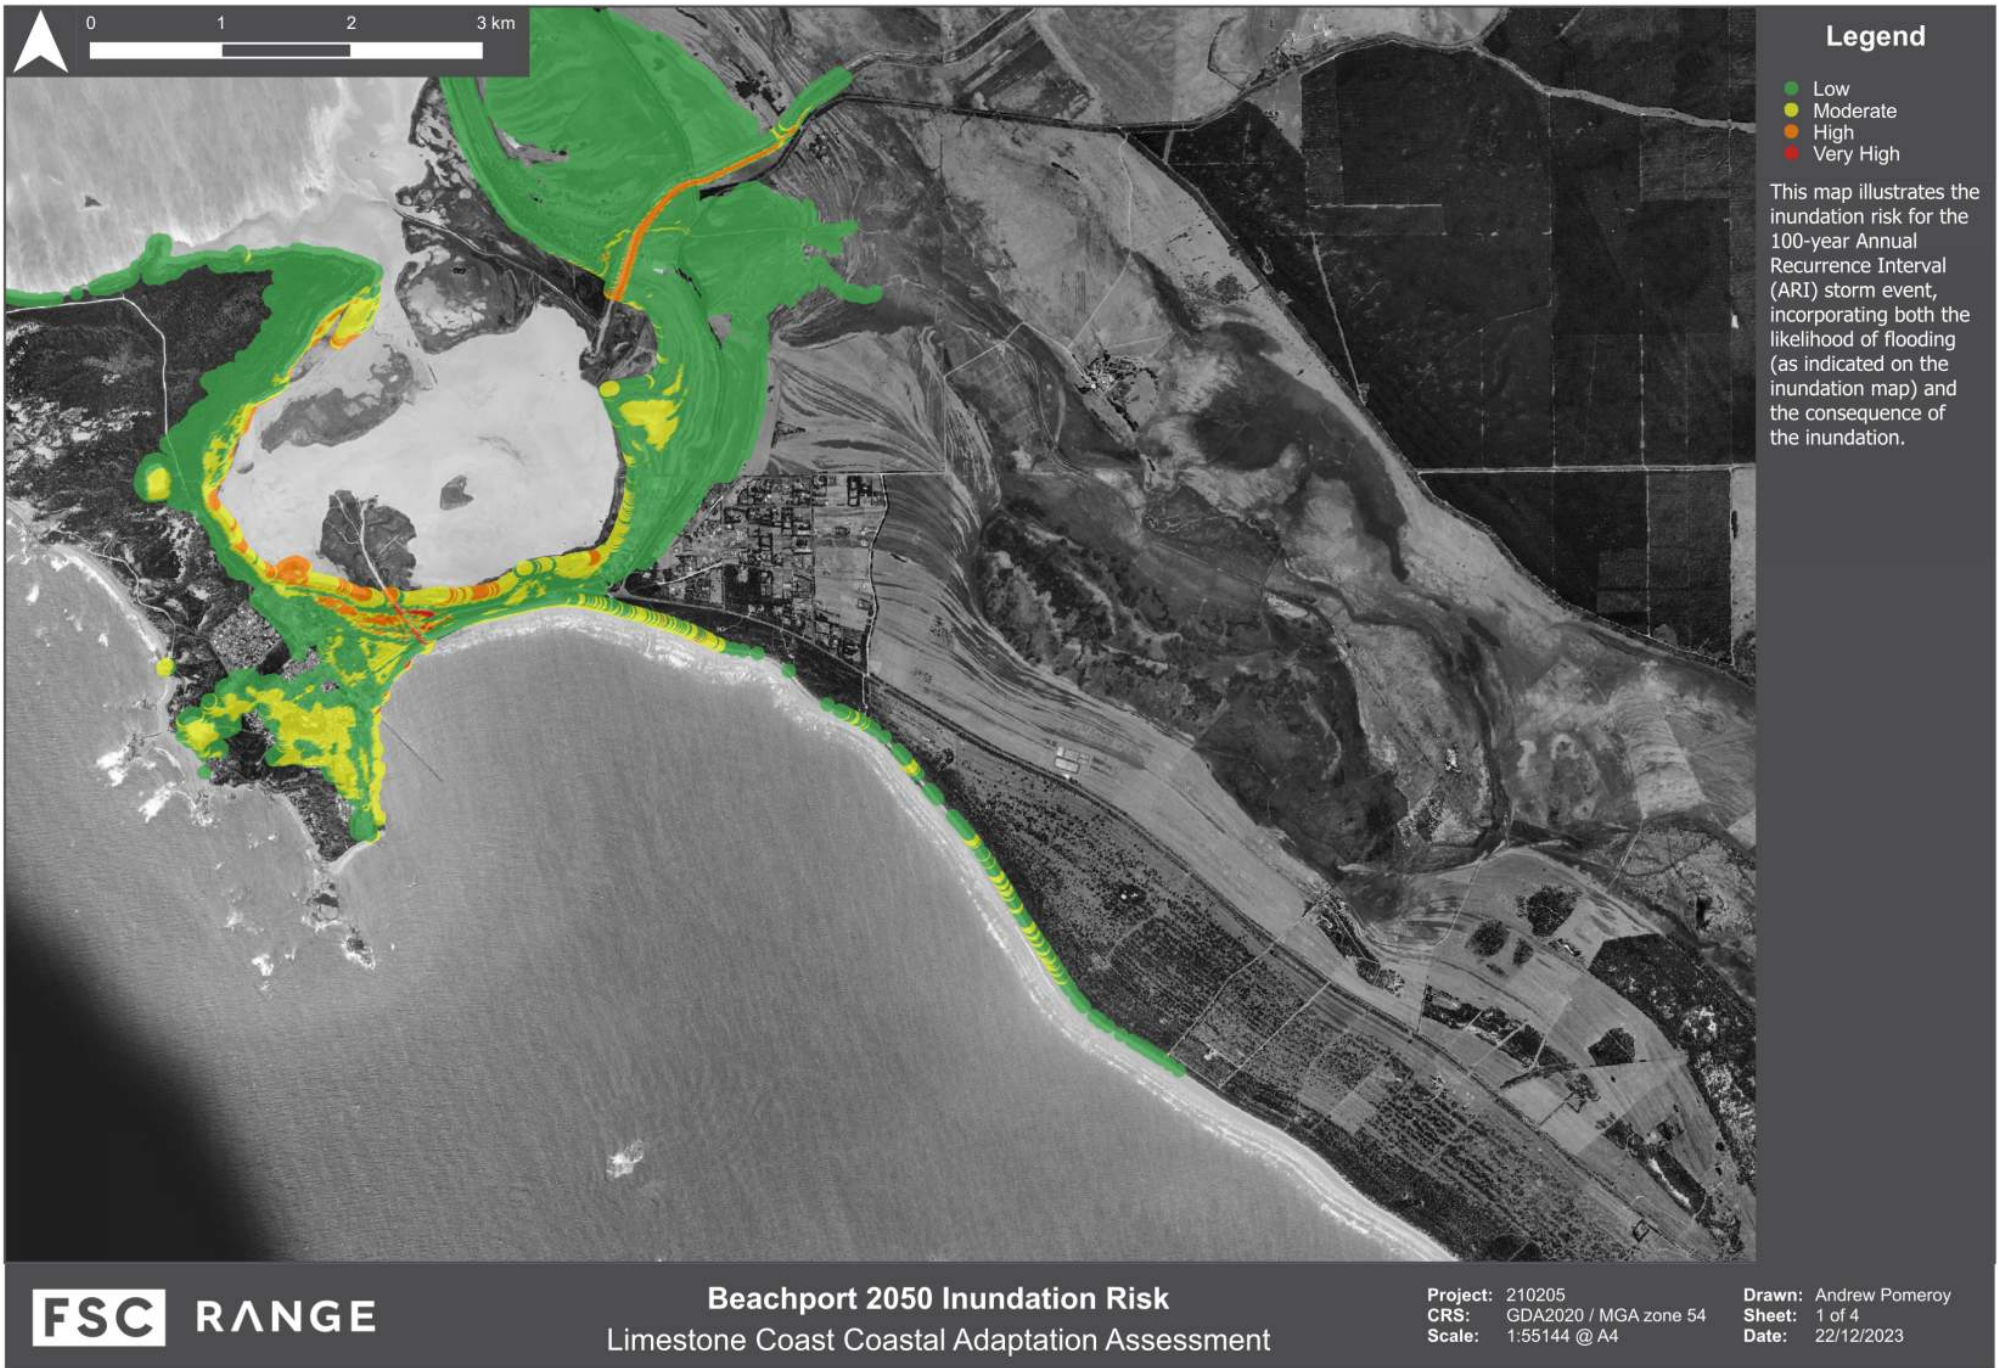 0 1 2 3 km
Legend
Low
Moderate
High
Very High
This map illustrates the
inundation risk for the
100-year Annual
Recurrence Interval
(ARI) storm event,
incorporating both the
likelihood of flooding
(as indicated on the
inundation map) and
the consequence of
the inundation.
FSC RANGE
Beachport 2050 Inundation Risk
Limestone Coast Coastal Adaptation Assessment
Project: 210205
CRS: GDA2020 / MGA zone 54
Scale: 1:55144 @ A4
Drawn: Andrew Pomeroy
Sheet: 1 of 4
Date: 22/12/2023